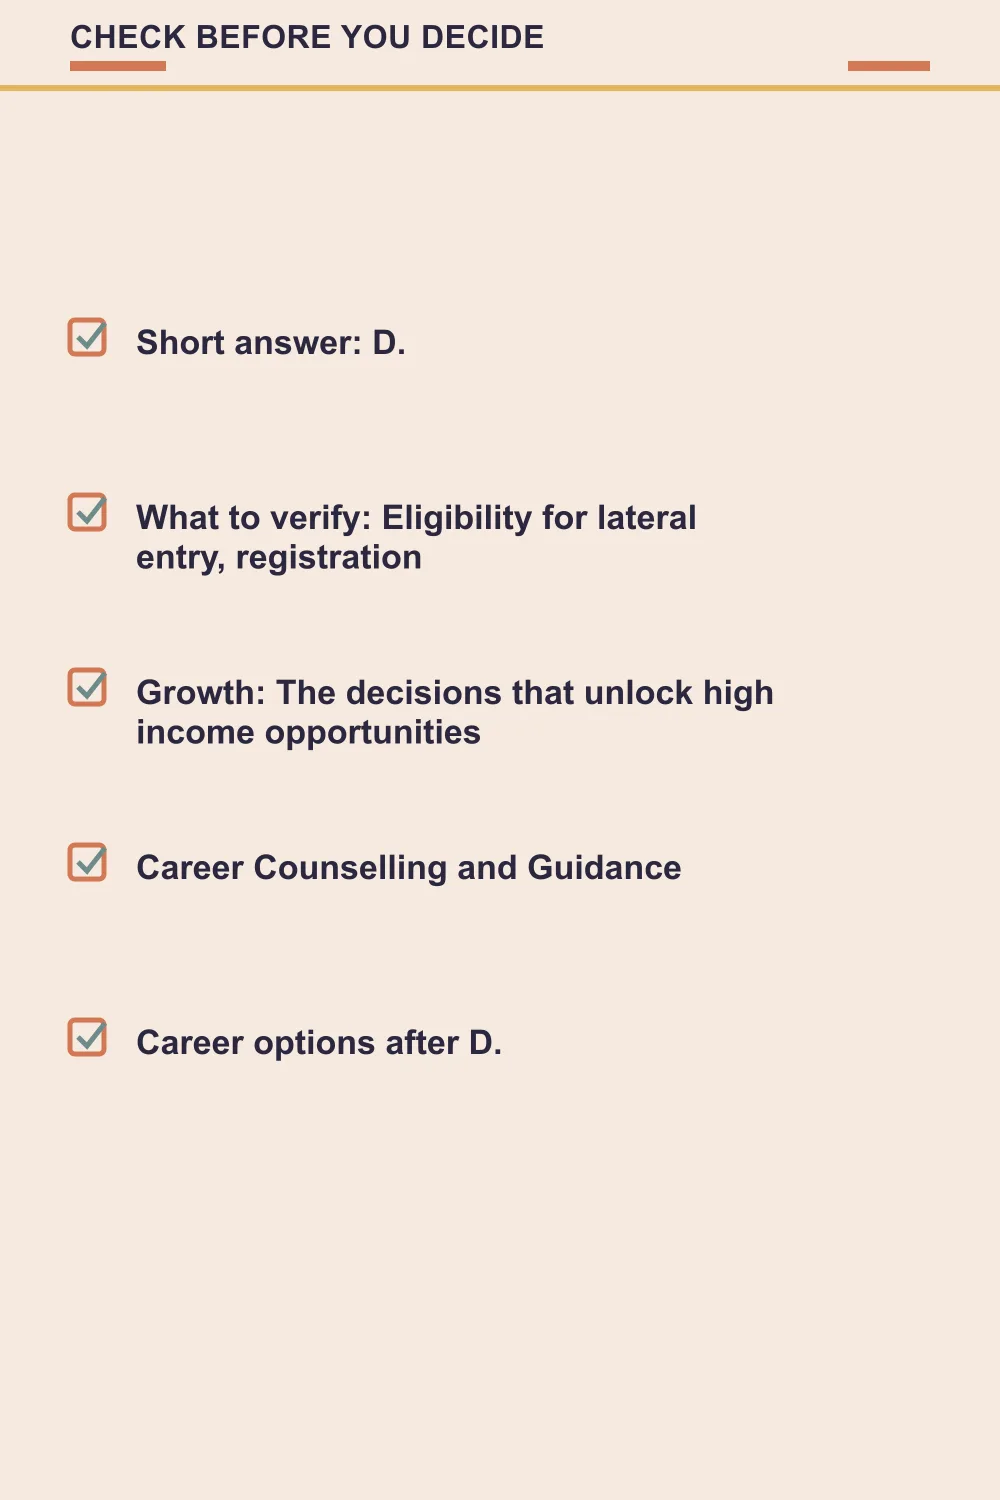 CHECK BEFORE YOU DECIDE
Short answer: D.
What to verify: Eligibility for lateral
entry, registration
Growth: The decisions that unlock high
income opportunities
Career Counselling and Guidance
Career options after D.